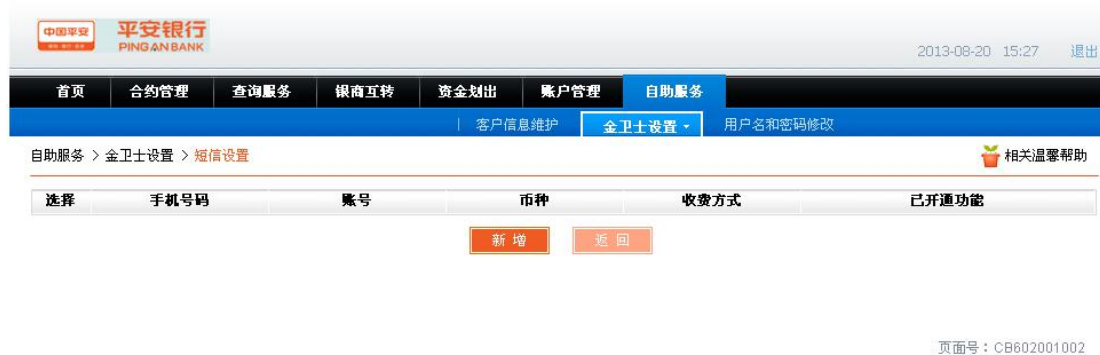 中国平安 平安银行
PING AN BANK
2013-08-20 15:27 退出
首页 合约管理 查询服务 银商互转 资金划出 账户管理 自助服务
| 客户信息维护 金卫士设置 用户名和密码修改
自助服务 > 金卫士设置 > 短信设置 相关温馨帮助
选择 手机号码 账号 币种 收费方式 已开通功能
新增 返回
页面号：CB602001002